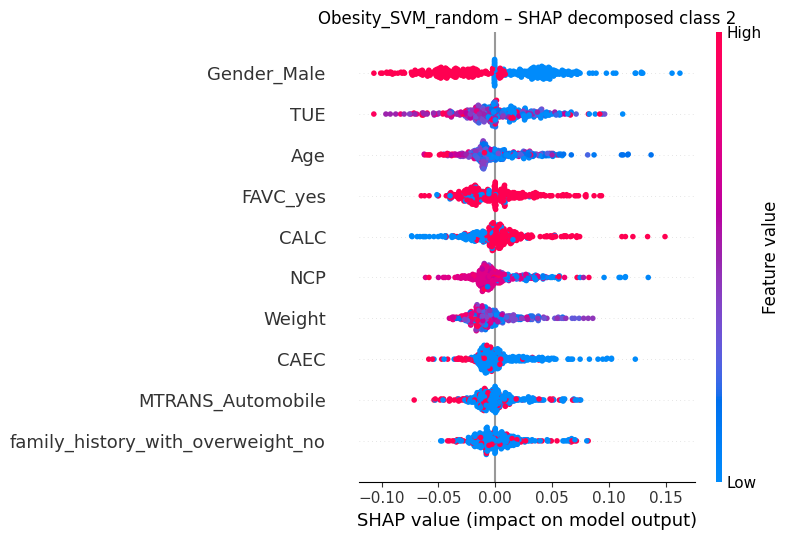 Obesity_SVM_random – SHAP decomposed class 2
High
Gender_Male
TUE
Age
FAVC_yes
CALC
NCP
Weight
CAEC
MTRANS_Automobile
family_history_with_overweight_no
Feature value
Low
−0.10 −0.05 0.00 0.05 0.10 0.15
SHAP value (impact on model output)